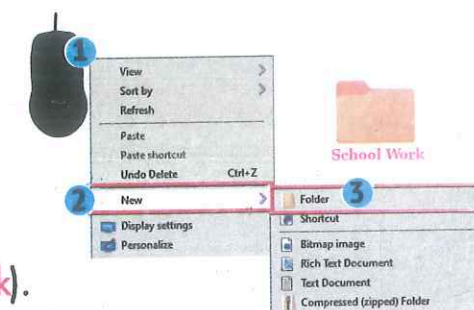 1
View
Sort by
Refresh
Paste
Paste shortcut
Undo Delete Ctrl+Z
2 New
Display settings
Personalize
School Work
Folder 3
Shortcut
Bitmap image
Rich Text Document
Text Document
Compressed (zipped) Folder
k).